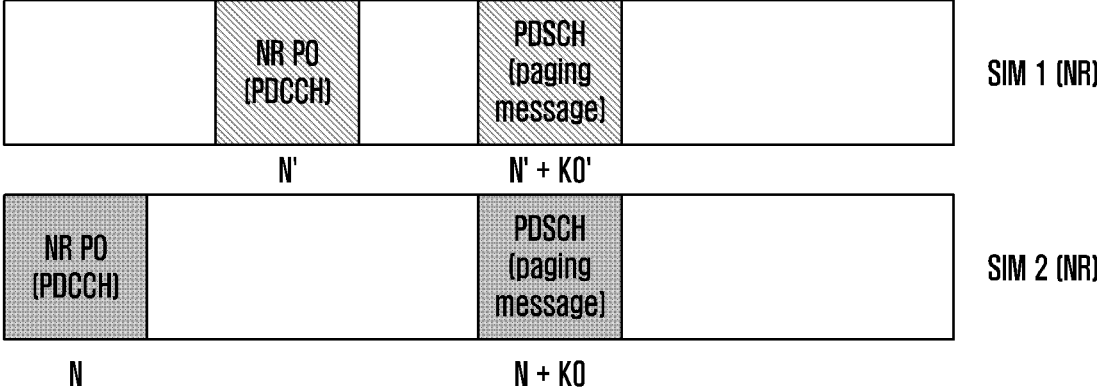 NR PO
(PDCCH)
PDSCH
(paging
message)
SIM 1 (NR)
N'
N' + K0'
NR PO
(PDCCH)
PDSCH
(paging
message)
SIM 2 (NR)
N
N + K0